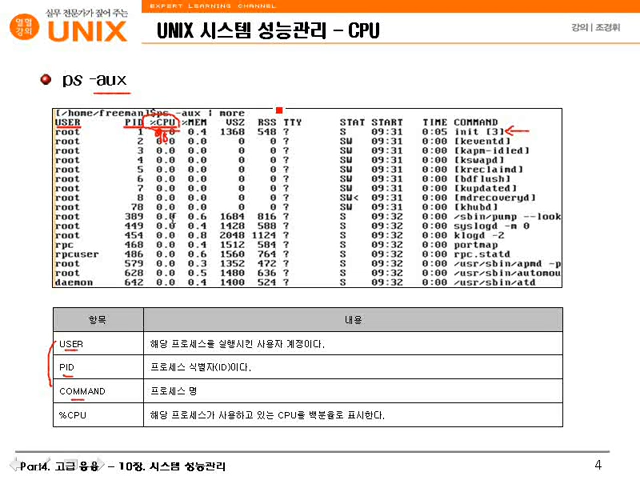 실무 전문가가 짚어 주는
열혈강의
UNIX
EXPERT LEARNING CHANNEL
UNIX 시스템 성능관리 – CPU
강의 | 조경휘
ps -aux
[/home/freeman]$ps -aux | more
USER PID %CPU %MEM VSZ RSS TTY STAT START TIME COMMAND
root 1 0.0 0.4 1368 548 ? S 09:31 0:05 init [3]
root 2 0.0 0.0 0 0 ? SW 09:31 0:00 [keventd]
root 3 0.0 0.0 0 0 ? SW 09:31 0:00 [kapm-idled]
root 4 0.0 0.0 0 0 ? SW 09:31 0:00 [kswapd]
root 5 0.0 0.0 0 0 ? SW 09:31 0:00 [kreclaimd]
root 6 0.0 0.0 0 0 ? SW 09:31 0:00 [bdflush]
root 7 0.0 0.0 0 0 ? SW 09:31 0:00 [kupdated]
root 8 0.0 0.0 0 0 ? SW< 09:31 0:00 [mdrecoveryd]
root 78 0.0 0.0 0 0 ? SW 09:31 0:00 [khubd]
root 389 0.0 0.6 1684 816 ? S 09:32 0:00 /sbin/pump --look
root 449 0.0 0.4 1428 588 ? S 09:32 0:00 syslogd -m 0
root 454 0.0 0.8 2048 1124 ? S 09:32 0:00 klogd -2
rpc 468 0.0 0.4 1512 584 ? S 09:32 0:00 portmap
rpcuser 486 0.0 0.6 1560 764 ? S 09:32 0:00 rpc.statd
root 579 0.0 0.3 1352 472 ? S 09:32 0:00 /usr/sbin/apmd -p
root 628 0.0 0.5 1480 636 ? S 09:32 0:00 /usr/sbin/automou
daemon 642 0.0 0.4 1400 524 ? S 09:32 0:00 /usr/sbin/atd
항목 내용
USER 해당 프로세스를 실행시킨 사용자 계정이다.
PID 프로세스 식별자(ID)이다.
COMMAND 프로세스 명
%CPU 해당 프로세스가 사용하고 있는 CPU을 백분율로 표시한다.
Part4. 고급 응용 – 10장. 시스템 성능관리
4